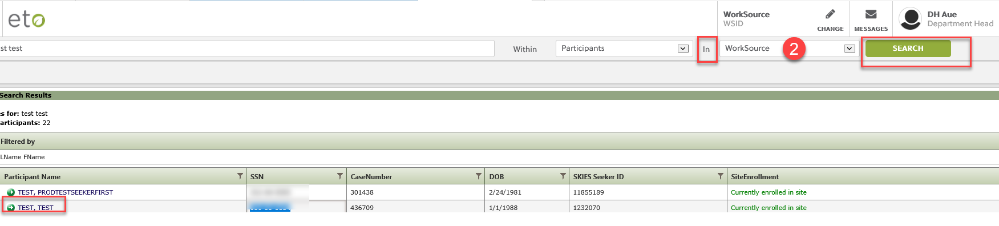 eto
WorkSource
WSID
CHANGE
MESSAGES
DH Aue
Department Head
st test
Within
Participants
In
WorkSource
2
SEARCH
Search Results
s for: test test
articipants: 22
Filtered by
LName FName
Participant Name SSN CaseNumber DOB SKIES Seeker ID SiteEnrollment
TEST, PRODTESTSEEKERFIRST 301438 2/24/1981 11855189 Currently enrolled in site
TEST, TEST 436709 1/1/1988 1232070 Currently enrolled in site